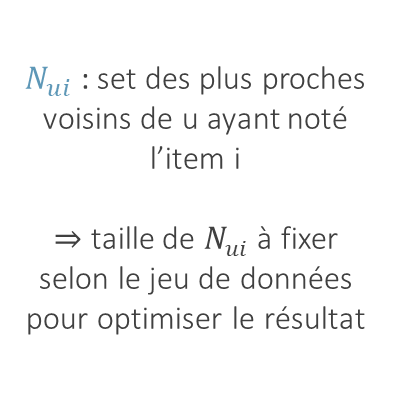 N_ui : set des plus proches
voisins de u ayant noté
l’item i
⇒ taille de N_ui à fixer
selon le jeu de données
pour optimiser le résultat